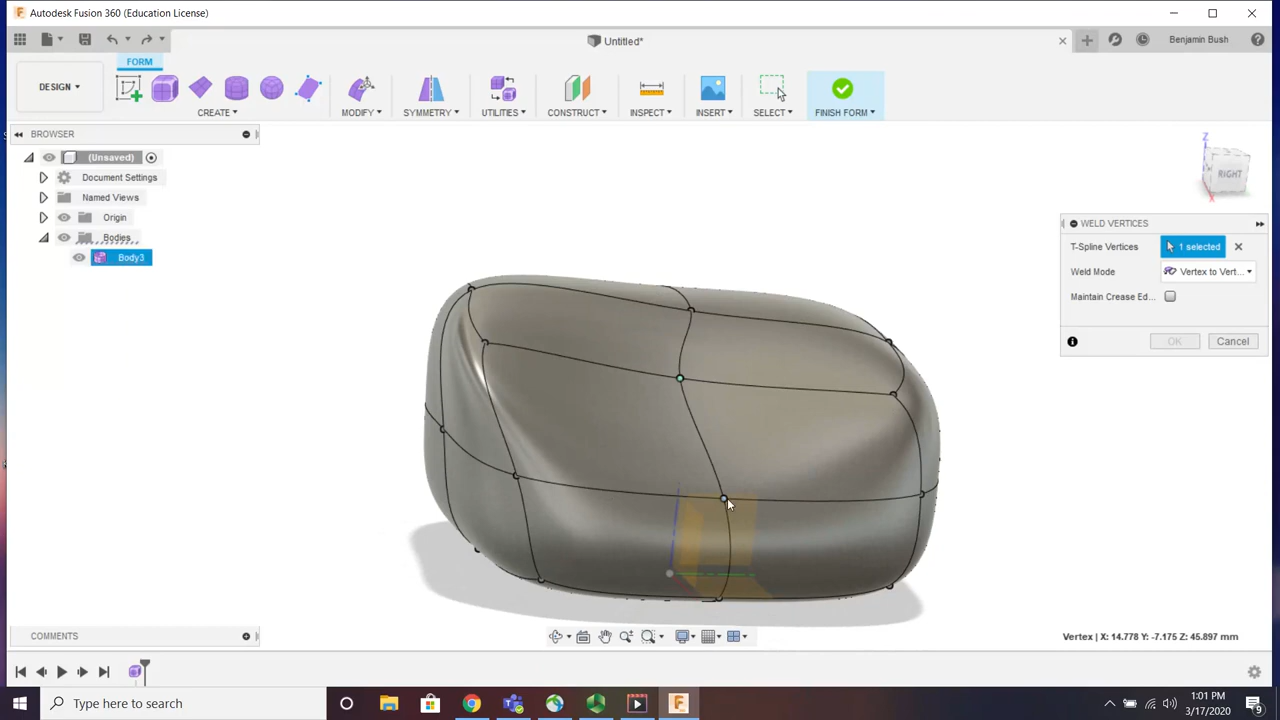 Autodesk Fusion 360 (Education License)
Untitled*
Benjamin Bush
FORM
DESIGN
CREATE
MODIFY
SYMMETRY
UTILITIES
CONSTRUCT
INSPECT
INSERT
SELECT
FINISH FORM
BROWSER
(Unsaved)
Document Settings
Named Views
Origin
Bodies
Body3
Z
RIGHT
X
WELD VERTICES
T-Spline Vertices
1 selected
Weld Mode
Vertex to Vert...
Maintain Crease Ed...
OK
Cancel
COMMENTS
Vertex | X: 14.778 Y: -7.175 Z: 45.897 mm
Type here to search
1:01 PM
3/17/2020